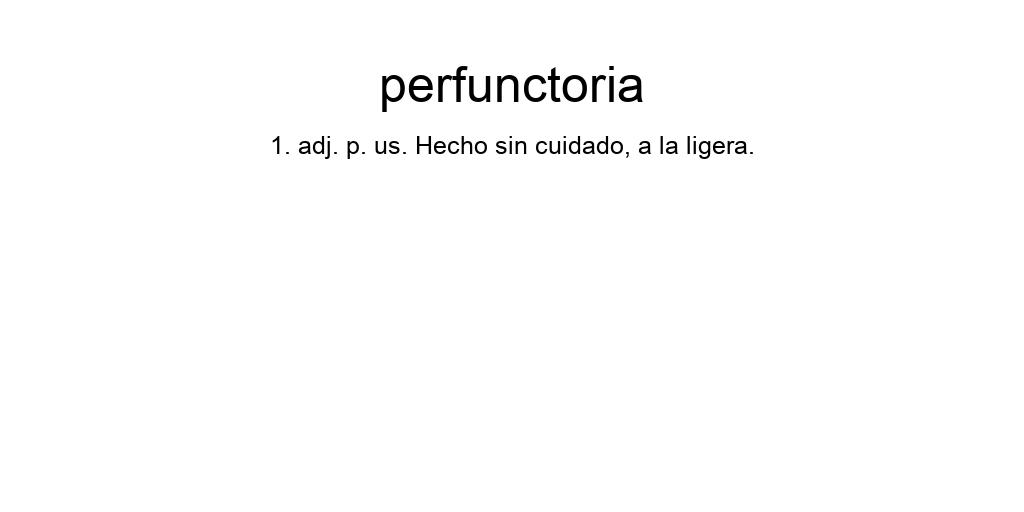 perfunctoria
1. adj. p. us. Hecho sin cuidado, a la ligera.